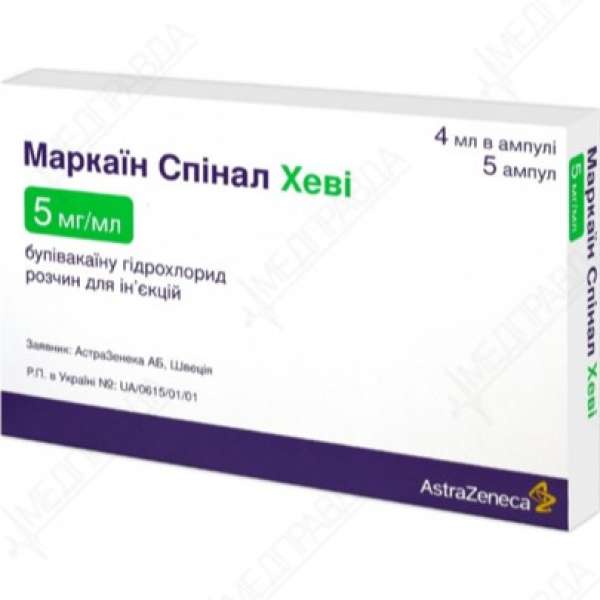 Маркаїн Спінал Хеві
5 мг/мл
бупівакаїну гідрохлорид
розчин для ін'єкцій
Заявник: АстраЗенека АБ, Швеція
Р.П. в Україні №: UA/0615/01/01
4 мл в ампулі
5 ампул
AstraZeneca
Маркаїн Спінал Хеві
5 мг/мл
МЕДПРАВДА